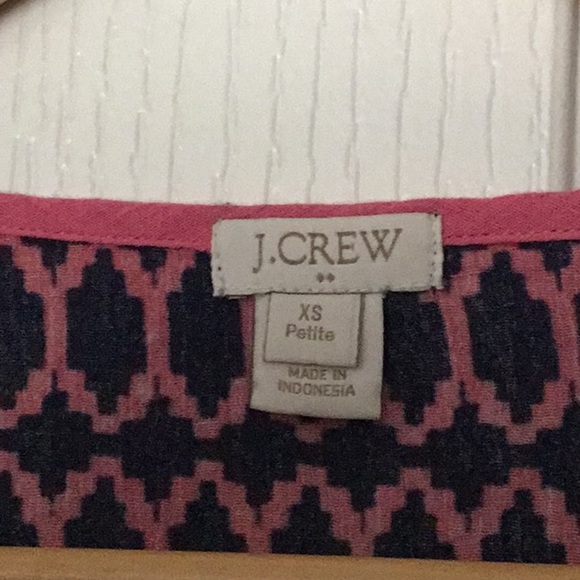 J.CREW
XS
Petite
MADE IN
INDONESIA